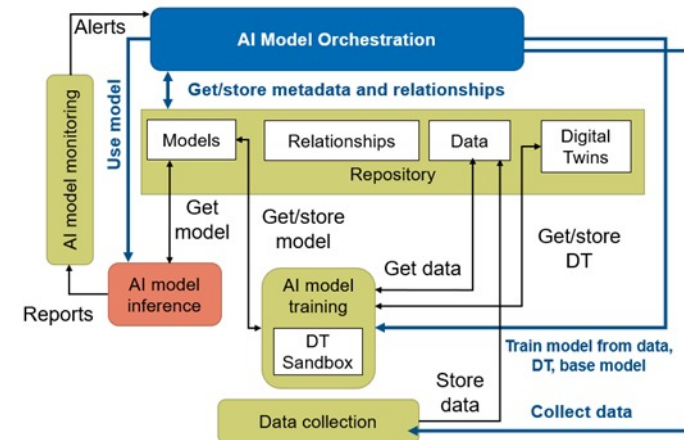 Alerts
AI Model Orchestration
Use model
Get/store metadata and relationships
AI model monitoring
Models
Relationships
Data
Digital
Twins
Repository
Get
model
Get/store
model
Get/store
DT
Get data
AI model
inference
AI model
training
Reports
DT
Sandbox
Train model from data,
DT, base model
Store
data
Collect data
Data collection